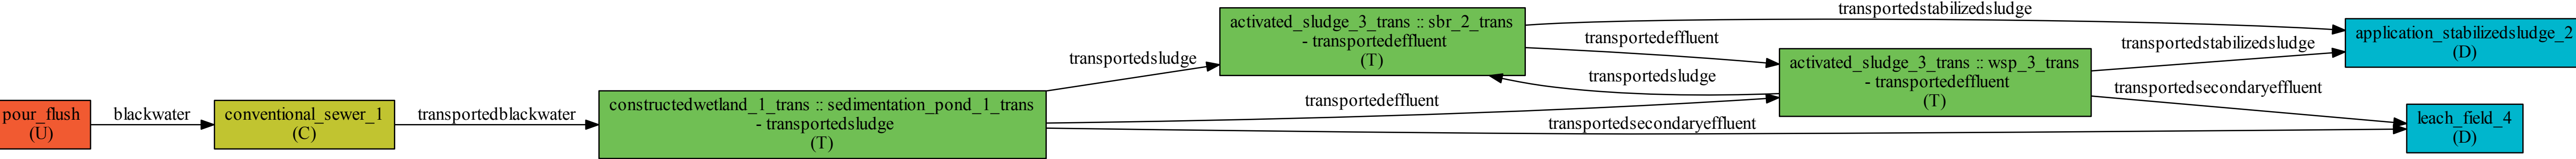 pour_flush
(U)
blackwater
conventional_sewer_1
(C)
transportedblackwater
constructedwetland_1_trans :: sedimentation_pond_1_trans
- transportedsludge
(T)
transportedsludge
transportedeffluent
transportedsecondaryeffluent
activated_sludge_3_trans :: sbr_2_trans
- transportedeffluent
(T)
transportedstabilizedsludge
transportedeffluent
transportedsludge
activated_sludge_3_trans :: wsp_3_trans
- transportedeffluent
(T)
transportedstabilizedsludge
transportedsecondaryeffluent
application_stabilizedsludge_2
(D)
leach_field_4
(D)